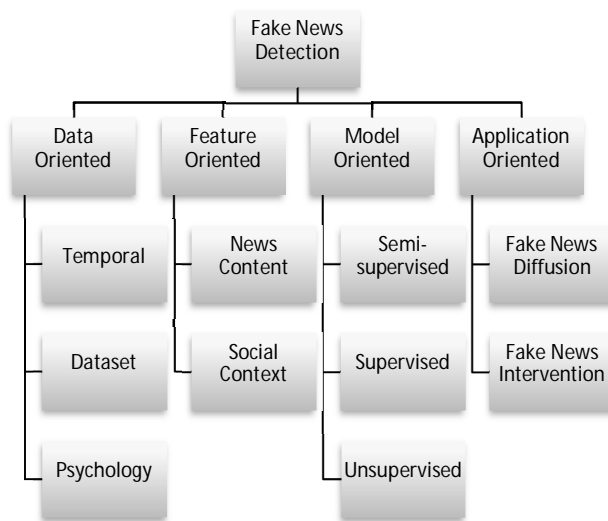 Fake News
Detection
Data
Oriented
Feature
Oriented
Model
Oriented
Application
Oriented
Temporal
News
Content
Semi-
supervised
Fake News
Diffusion
Dataset
Social
Context
Supervised
Fake News
Intervention
Psychology
Unsupervised